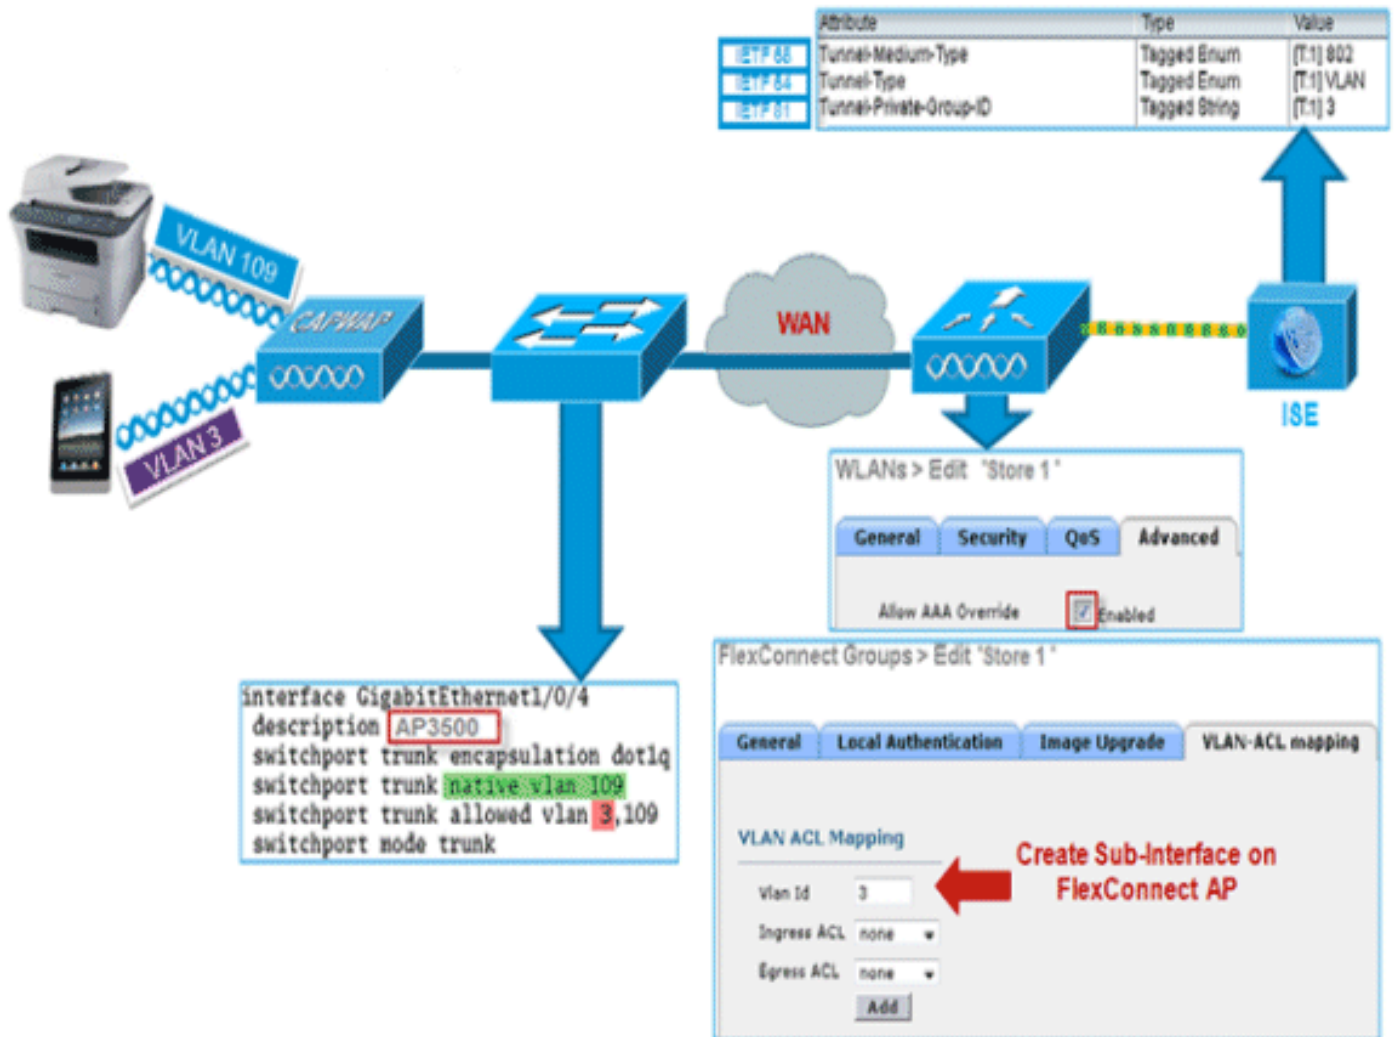 Attribute Type Value
IETF 65 Tunnel-Medium-Type Tagged Enum [T:1] 802
IETF 64 Tunnel-Type Tagged Enum [T:1] VLAN
IETF 81 Tunnel-Private-Group-ID Tagged String [T:1] 3
VLAN 109
CAPWAP
VLAN 3
WAN
ISE
WLANs > Edit "Store 1"
General Security QoS Advanced
Allow AAA Override Enabled
interface GigabitEthernet1/0/4
description AP3500
switchport trunk encapsulation dot1q
switchport trunk native vlan 109
switchport trunk allowed vlan 3,109
switchport mode trunk
FlexConnect Groups > Edit "Store 1"
General Local Authentication Image Upgrade VLAN-ACL mapping
VLAN ACL Mapping
Vlan Id 3
Ingress ACL none
Egress ACL none
Add
Create Sub-Interface on
FlexConnect AP